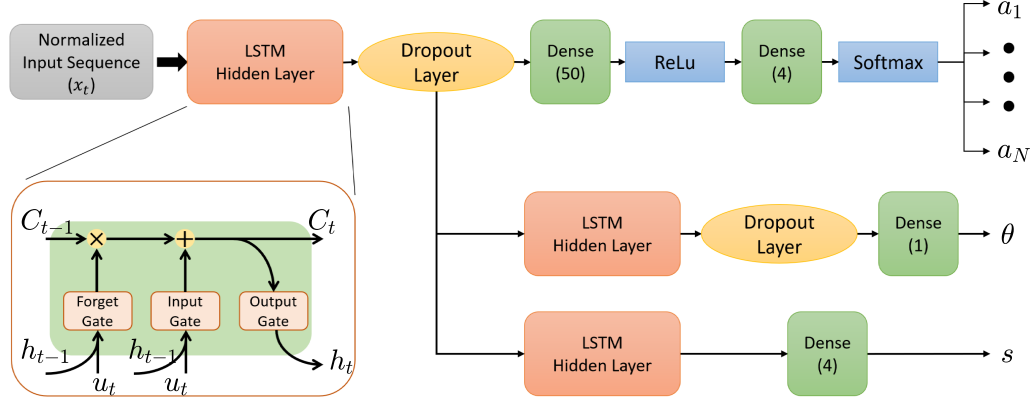 Normalized
Input Sequence
(x_t)
LSTM
Hidden Layer
Dropout
Layer
Dense
(50)
ReLu
Dense
(4)
Softmax
a_1
a_N
LSTM
Hidden Layer
Dropout
Layer
Dense
(1)
θ
LSTM
Hidden Layer
Dense
(4)
s
C_{t-1}
C_t
×
+
Forget
Gate
Input
Gate
Output
Gate
h_{t-1}
u_t
h_{t-1}
u_t
h_t